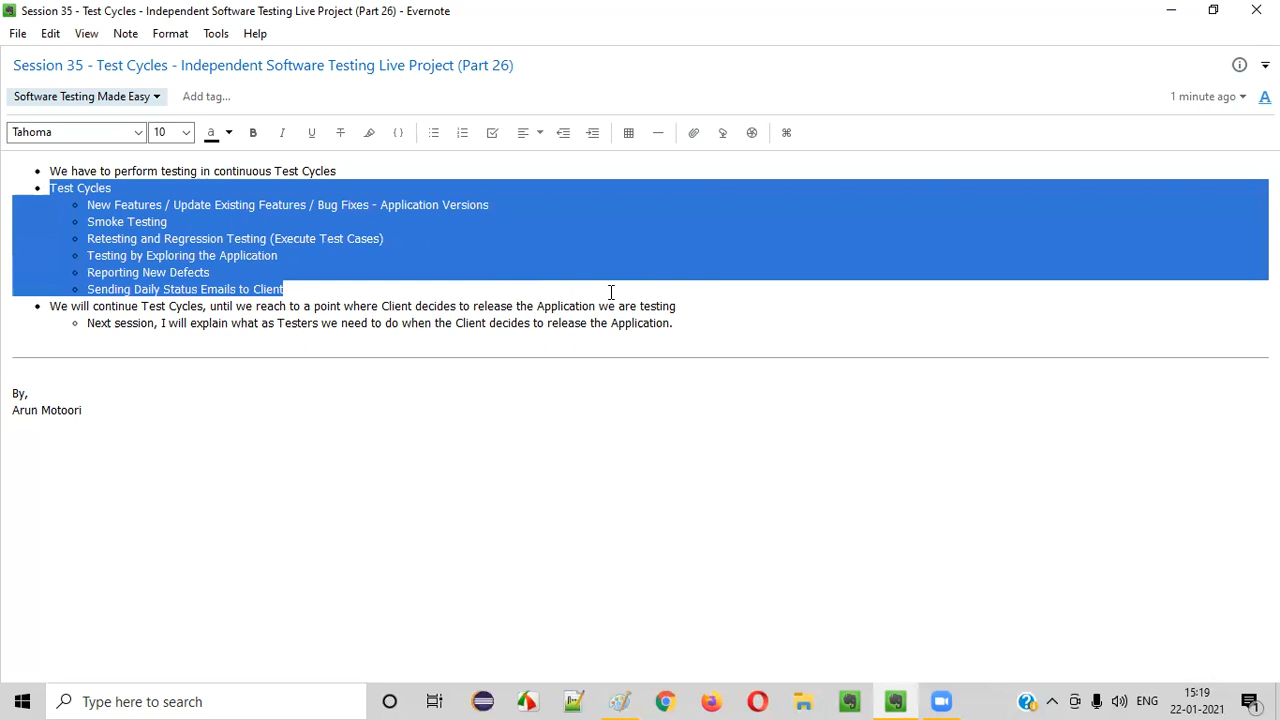 Session 35 - Test Cycles - Independent Software Testing Live Project (Part 26) - Evernote
File Edit View Note Format Tools Help
Session 35 - Test Cycles - Independent Software Testing Live Project (Part 26)
Software Testing Made Easy Add tag... 1 minute ago A
Tahoma 10 a B I U T {}
• We have to perform testing in continuous Test Cycles
• Test Cycles
○ New Features / Update Existing Features / Bug Fixes - Application Versions
○ Smoke Testing
○ Retesting and Regression Testing (Execute Test Cases)
○ Testing by Exploring the Application
○ Reporting New Defects
○ Sending Daily Status Emails to Client
• We will continue Test Cycles, until we reach to a point where Client decides to release the Application we are testing
○ Next session, I will explain what as Testers we need to do when the Client decides to release the Application.
By,
Arun Motoori
Type here to search ENG 15:19
22-01-2021